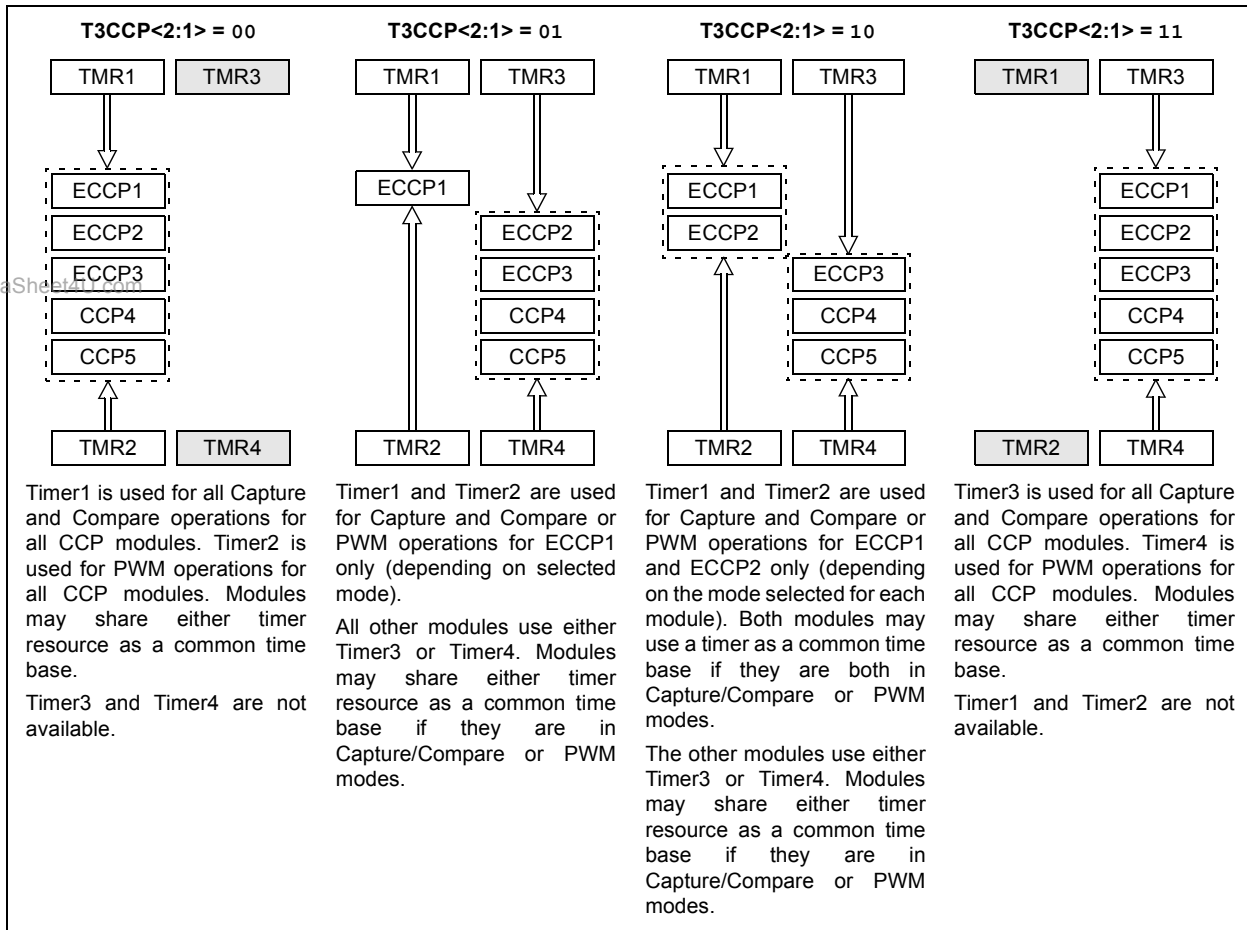 T3CCP<2:1> = 00
TMR1
TMR3
ECCP1
ECCP2
ECCP3
CCP4
CCP5
TMR2
TMR4
Timer1 is used for all Capture
and Compare operations for
all CCP modules. Timer2 is
used for PWM operations for
all CCP modules. Modules
may share either timer
resource as a common time
base.
Timer3 and Timer4 are not
available.
T3CCP<2:1> = 01
TMR1
TMR3
ECCP1
ECCP2
ECCP3
CCP4
CCP5
TMR2
TMR4
Timer1 and Timer2 are used
for Capture and Compare or
PWM operations for ECCP1
only (depending on selected
mode).
All other modules use either
Timer3 or Timer4. Modules
may share either timer
resource as a common time
base if they are in
Capture/Compare or PWM
modes.
T3CCP<2:1> = 10
TMR1
TMR3
ECCP1
ECCP2
ECCP3
CCP4
CCP5
TMR2
TMR4
Timer1 and Timer2 are used
for Capture and Compare or
PWM operations for ECCP1
and ECCP2 only (depending
on the mode selected for each
module). Both modules may
use a timer as a common time
base if they are both in
Capture/Compare or PWM
modes.
The other modules use either
Timer3 or Timer4. Modules
may share either timer
resource as a common time
base if they are in
Capture/Compare or PWM
modes.
T3CCP<2:1> = 11
TMR1
TMR3
ECCP1
ECCP2
ECCP3
CCP4
CCP5
TMR2
TMR4
Timer3 is used for all Capture
and Compare operations for
all CCP modules. Timer4 is
used for PWM operations for
all CCP modules. Modules
may share either timer
resource as a common time
base.
Timer1 and Timer2 are not
available.
aSheet4U.com